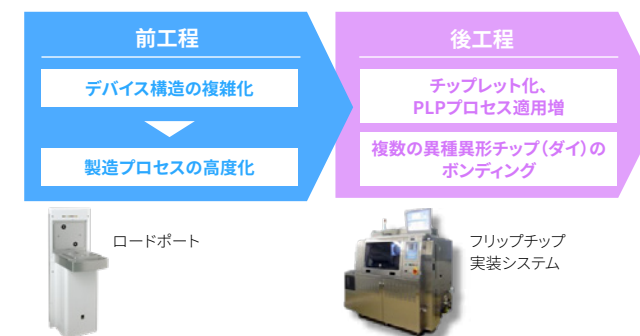 前工程
デバイス構造の複雑化
製造プロセスの高度化
ロードポート
後工程
チップレット化、
PLPプロセス適用増
複数の異種異形チップ（ダイ）の
ボンディング
フリップチップ
実装システム